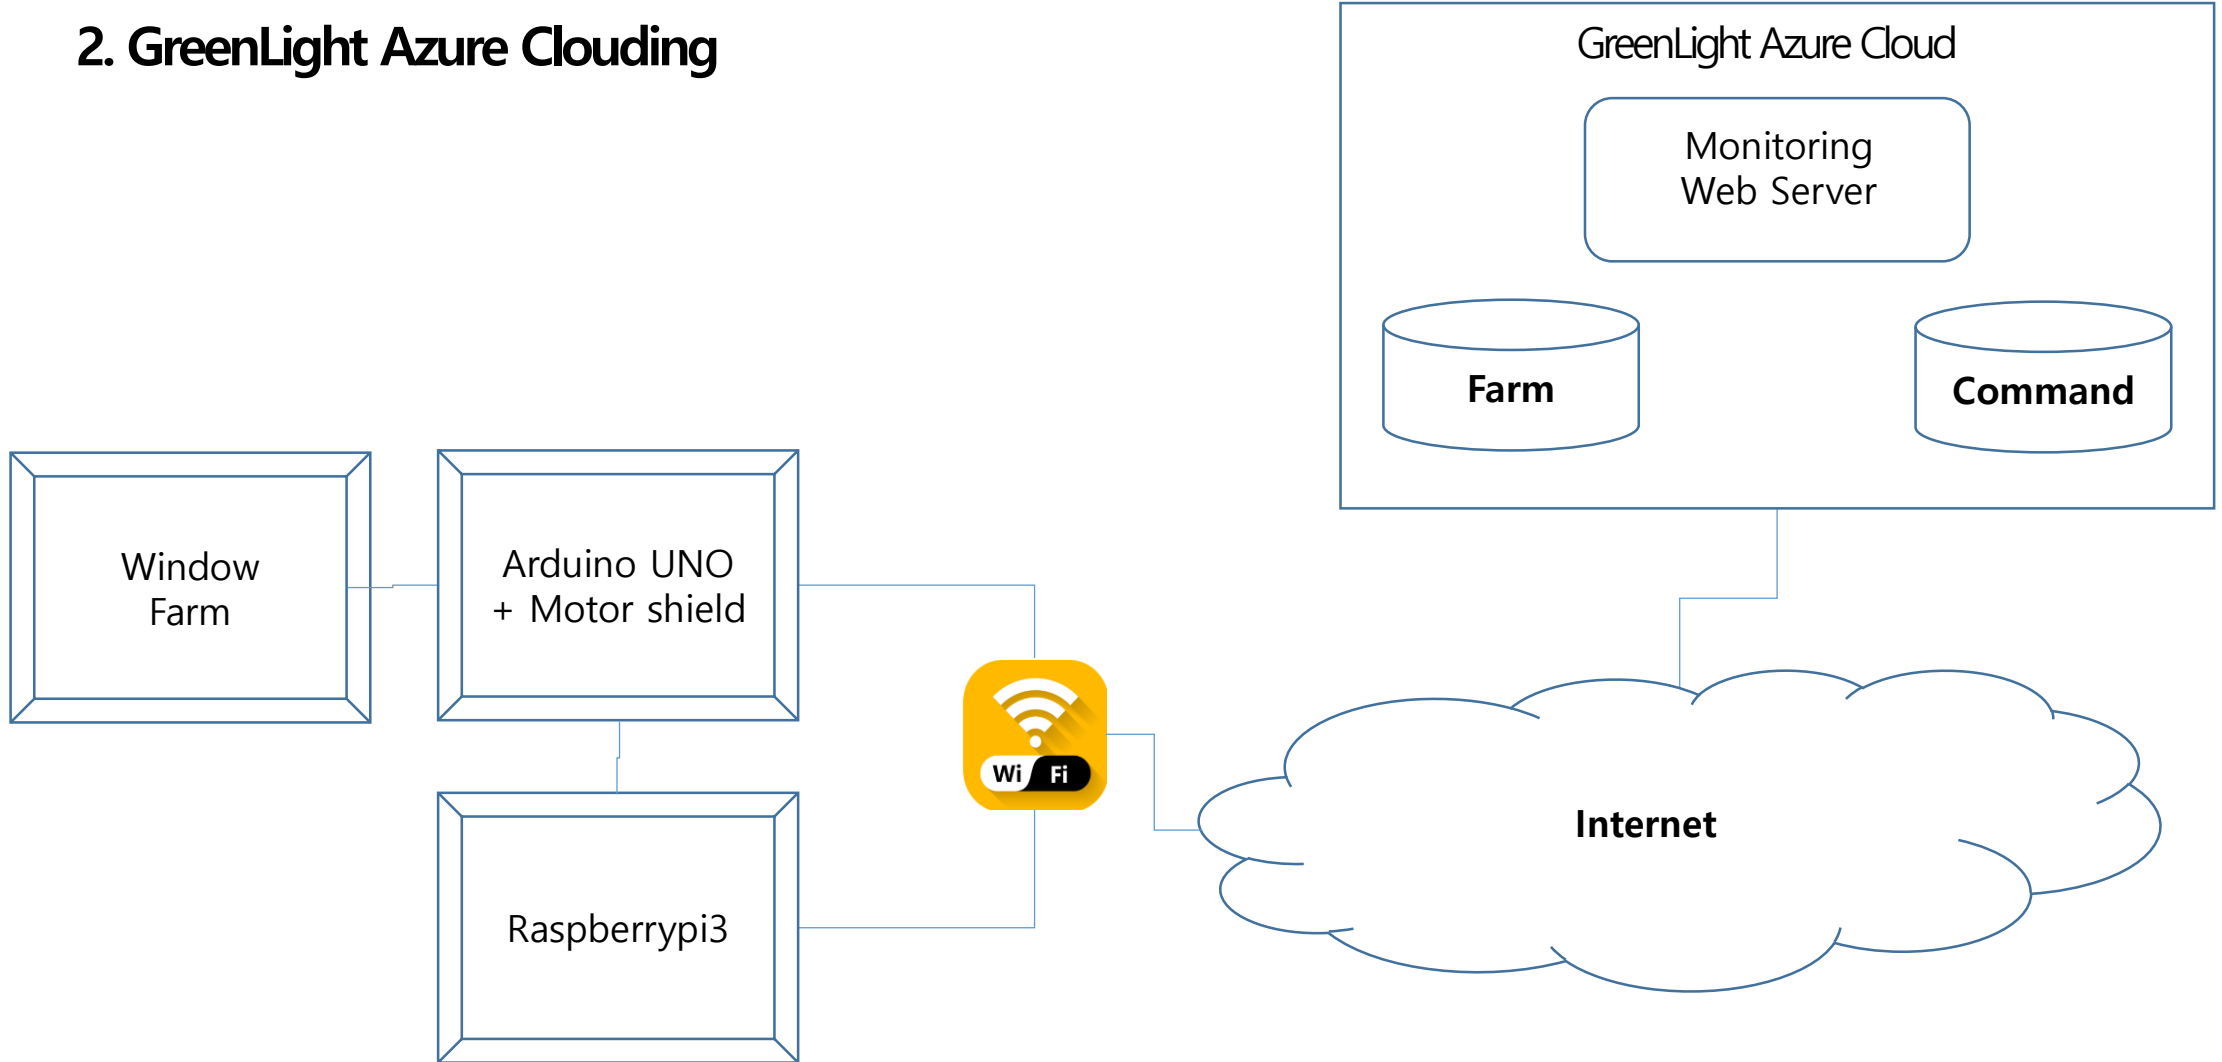 2. GreenLight Azure Clouding
GreenLight Azure Cloud
Monitoring
Web Server
Farm
Command
Window
Farm
Arduino UNO
+ Motor shield
Wi Fi
Internet
Raspberrypi3